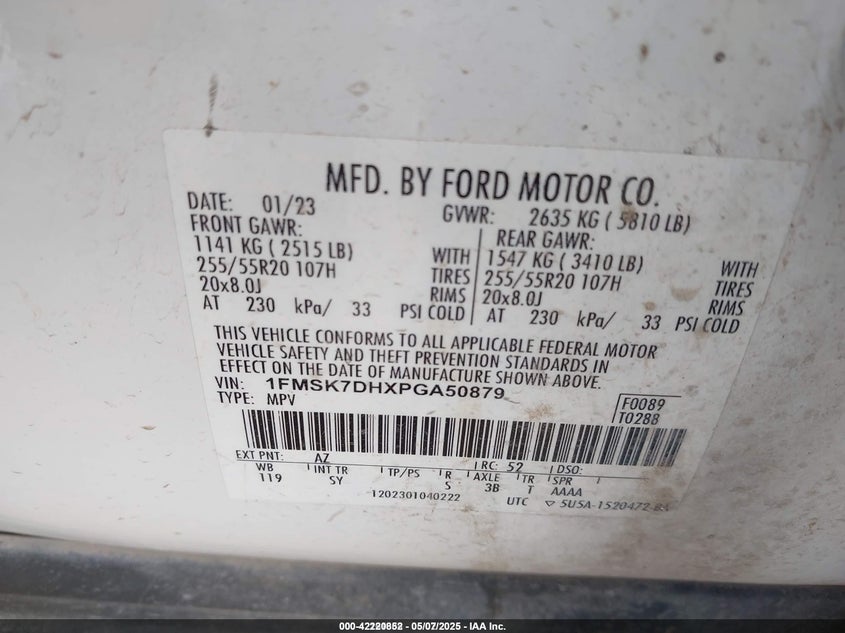 MFD. BY FORD MOTOR CO.
DATE: 01/23 GVWR: 2635 KG ( 5810 LB)
FRONT GAWR: REAR GAWR:
1141 KG ( 2515 LB) WITH 1547 KG ( 3410 LB) WITH
255/55R20 107H TIRES 255/55R20 107H TIRES
20x8.0J RIMS 20x8.0J RIMS
AT 230 kPa/ 33 PSI COLD AT 230 kPa/ 33 PSI COLD
THIS VEHICLE CONFORMS TO ALL APPLICABLE FEDERAL MOTOR
VEHICLE SAFETY AND THEFT PREVENTION STANDARDS IN
EFFECT ON THE DATE OF MANUFACTURE SHOWN ABOVE.
VIN: 1FMSK7DHXPGA50879
TYPE: MPV F0089
T0288
EXT PNT: AZ RC: 52 DSO:
WB INT TR TP/PS R AXLE TR SPR
119 SY S 3B T AAAA
1202301040222 UTC ▽ 5U5A-1520472-
000-42220852 - 05/07/2025 - IAA Inc.